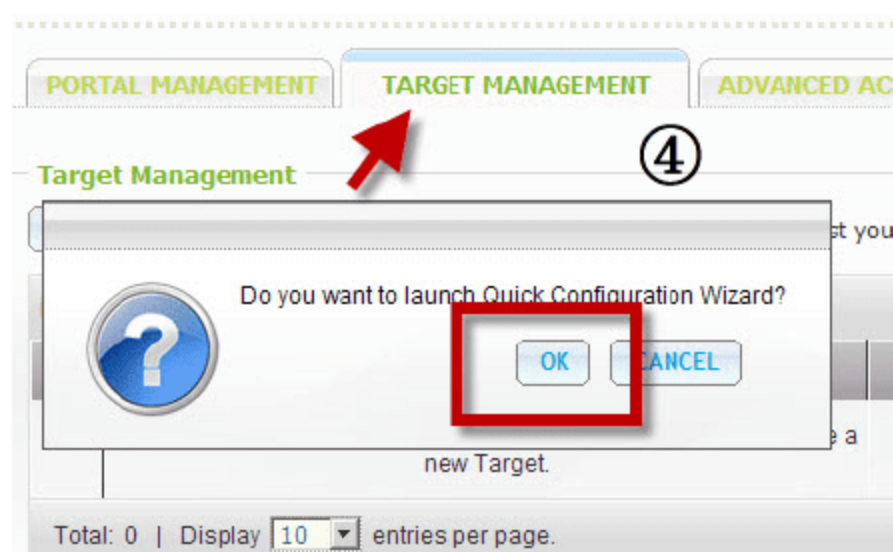 PORTAL MANAGEMENT TARGET MANAGEMENT ADVANCED AC
④
Target Management
st you
Do you want to launch Quick Configuration Wizard?
OK CANCEL
a
new Target.
Total: 0 | Display 10 entries per page.